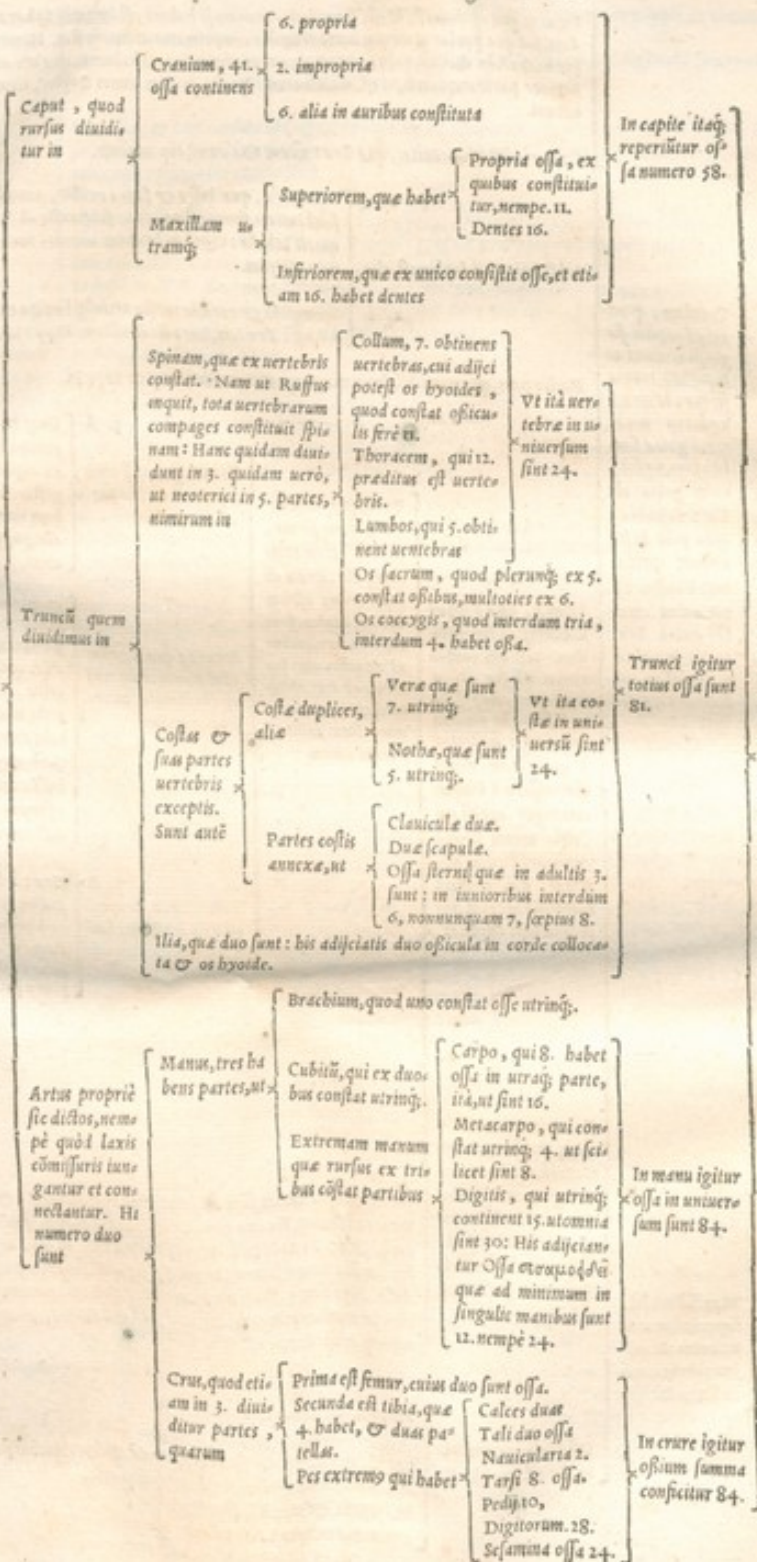 Caput, quod
rursus diuidi-
tur in
Cranium, 41.
ossa continens
6. propria
2. impropria
6. alia in auribus constituta
Maxillam u-
tramq;
Superiorem, quæ habet
Propria ossa, ex
quibus constitui-
tur, nempe. 11.
Dentes 16.
Inferiorem, quæ ex unico consistit osse, et eti-
am 16. habet dentes
In capite itaq;
reperiũtur os-
sa numero 58.
Truncũ quem
diuidimus in
Spinam, quæ ex uertebris
constat. Nam ut Ruffus
inquit, tota uertebrarum
compages constituit spi-
nam: Hanc quidam diui-
dunt in 3. quidam uerò,
ut neoterici in 5. partes,
nimirum in
Collum, 7. obtinens
uertebras, cui adijci
potest os hyoides,
quod constat oßicu-
lis ferè 11.
Thoracem, qui 12.
præditus est uerte-
bris.
Lumbos, qui 5. obti-
nent uentebras
Vt ità uer-
tebræ in u-
niuersum
sint 24.
Os sacrum, quod plerunq; ex 5.
constat oßibus, multoties ex 6.
Os coccygis, quod interdum tria,
interdum 4. habet oßa.
Costas &
suas partes
uertebris
exceptis.
Sunt autẽ
Costæ duplices,
aliæ
Veræ quæ sunt
7. utrinq;
Nothæ, quæ sunt
5. utrinq;.
Vt ita co-
stæ in uni-
uersũ sint
24.
Partes costis
annexæ, ut
Clauiculæ duæ.
Duæ scapulæ.
Ossa sterni quæ in adultis 3.
sunt: in iunioribus interdum
6, nonnunquam 7, sæpius 8.
Ilia, quæ duo sunt: his adijciatis duo oßicula in corde colloca-
ta & os hyoide.
Trunci igitur
totius ossa sunt
81.
Artus propriè
sic dictos, nem-
pè quòd laxis
cõmissuris iun-
gantur et con-
nectantur. Hi
numero duo
sunt
Manus, tres ha
bens partes, ut
Brachium, quod uno constat osse utrinq;.
Cubitũ, qui ex duo-
bus constat utrinq;.
Extremam manum
quæ rursus ex tri
bus cõstat partibus
Carpo, qui 8. habet
ossa in utraq; parte,
ità, ut sint 16.
Metacarpo, qui con-
stat utrinq; 4. ut sci-
licet sint 8.
Digitis, qui utrinq;
continent 15. ut omnia
sint 30: His adijcian-
tur Ossa
quæ ad minimum in
singulis manibus sunt
12. nempè 24.
In manu igitur
ossa in uniuer-
sum sunt 84.
Crus, quod eti-
am in 3. diui-
ditur partes,
quarum
Prima est femur, cuius duo sunt ossa.
Secunda est tibia, quæ
4. habet, & duas pa-
tellas.
Pes extremꝰ qui habet
Calces duas
Tali duo ossa
Nauicularia 2.
Tarsi 8. ossa.
Pedij. 10,
Digitorum. 28.
Sesamina ossa 24.
In crure igitur
oßium summa
conficitur 84.